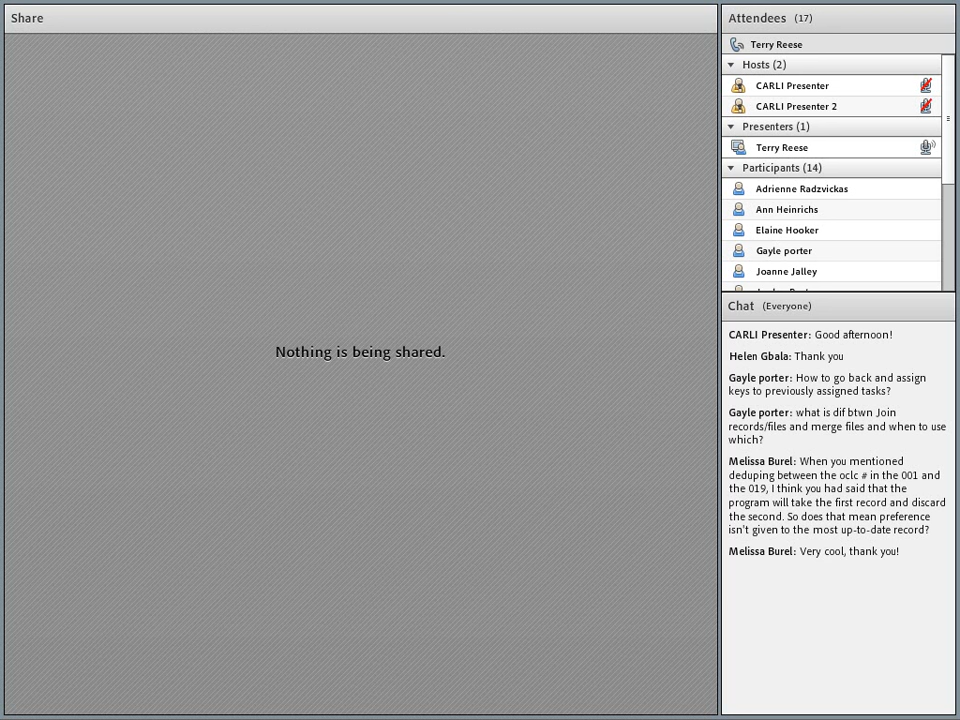 Share
Nothing is being shared.
Attendees (17)
Terry Reese
Hosts (2)
CARLI Presenter
CARLI Presenter 2
Presenters (1)
Terry Reese
Participants (14)
Adrienne Radzvickas
Ann Heinrichs
Elaine Hooker
Gayle porter
Joanne Jalley
Chat (Everyone)
CARLI Presenter: Good afternoon!
Helen Gbala: Thank you
Gayle porter: How to go back and assign
keys to previously assigned tasks?
Gayle porter: what is dif btwn Join
records/files and merge files and when to use
which?
Melissa Burel: When you mentioned
deduping between the oclc # in the 001 and
the 019, I think you had said that the
program will take the first record and discard
the second. So does that mean preference
isn't given to the most up-to-date record?
Melissa Burel: Very cool, thank you!